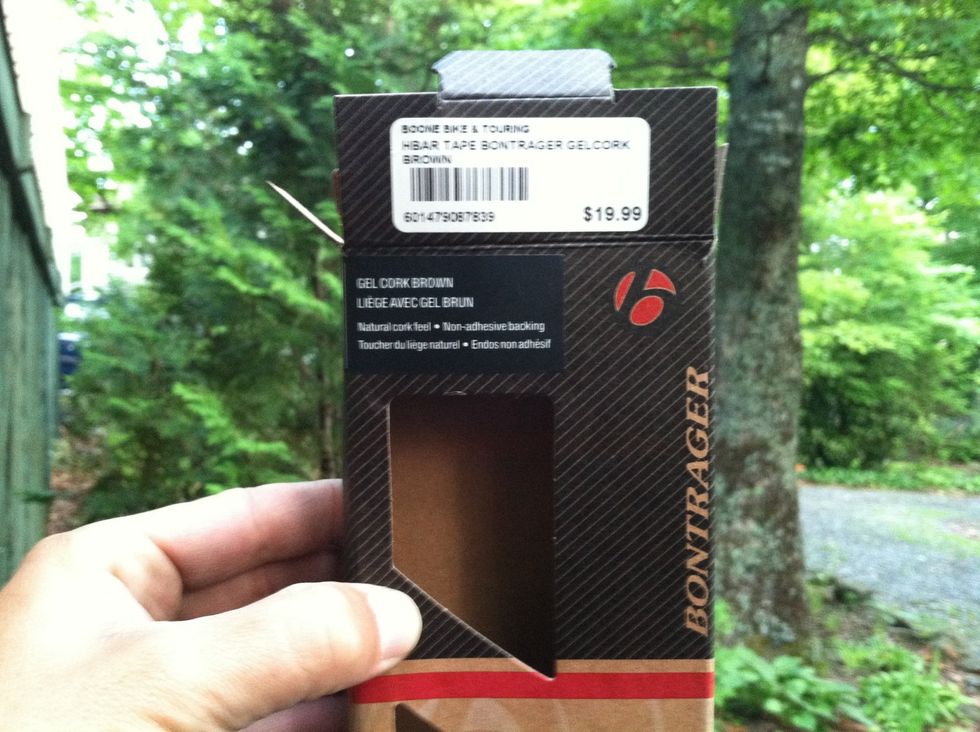 BOONE BIKE & TOURING
HBAR TAPE BONTRAGER GELCORK
BROWN
601479087839 $19.99
GEL CORK BROWN
LIÈGE AVEC GEL BRUN
Natural cork feel • Non-adhesive backing
Toucher du liège naturel • Endos non adhésif
BONTRAGER